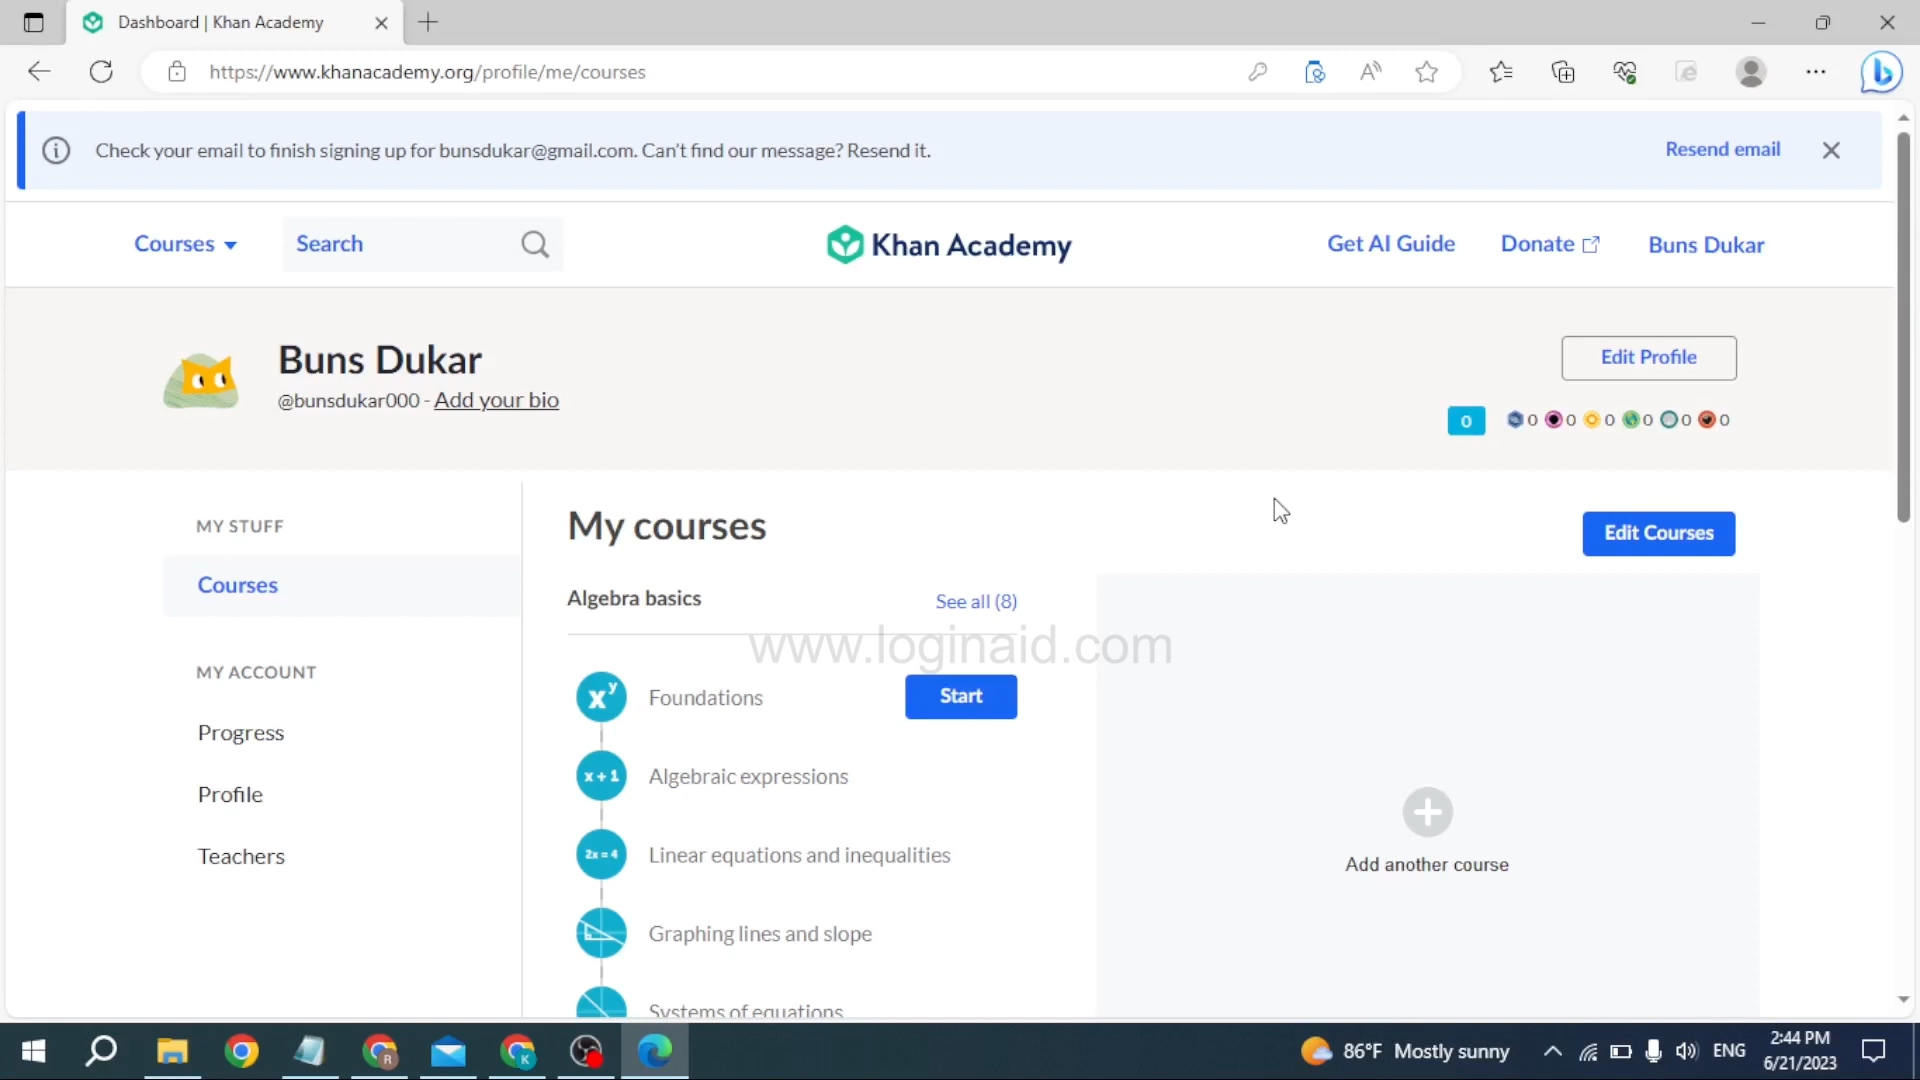 Dashboard | Khan Academy
https://www.khanacademy.org/profile/me/courses
Check your email to finish signing up for bunsdukar@gmail.com. Can't find our message? Resend it.
Resend email
Courses
Search
Khan Academy
Get AI Guide
Donate
Buns Dukar
Buns Dukar
@bunsdukar000 - Add your bio
Edit Profile
0
0 0 0 0 0 0
MY STUFF
Courses
MY ACCOUNT
Progress
Profile
Teachers
My courses
Edit Courses
Algebra basics
See all (8)
www.loginaid.com
x^y
Foundations
Start
x + 1
Algebraic expressions
2x = 4
Linear equations and inequalities
Graphing lines and slope
Systems of equations
Add another course
R
K
86°F Mostly sunny
ENG
2:44 PM
6/21/2023